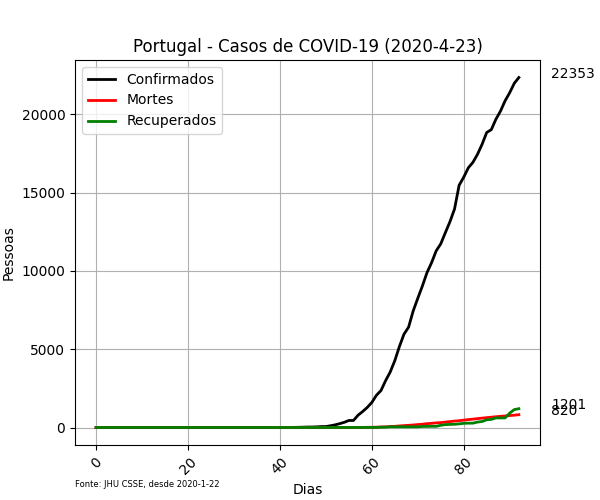 Portugal - Casos de COVID-19 (2020-4-23)
Confirmados
Mortes
Recuperados
22353
20000
15000
10000
5000
0
Pessoas
1201
820
0
20
40
60
80
Fonte: JHU CSSE, desde 2020-1-22
Dias